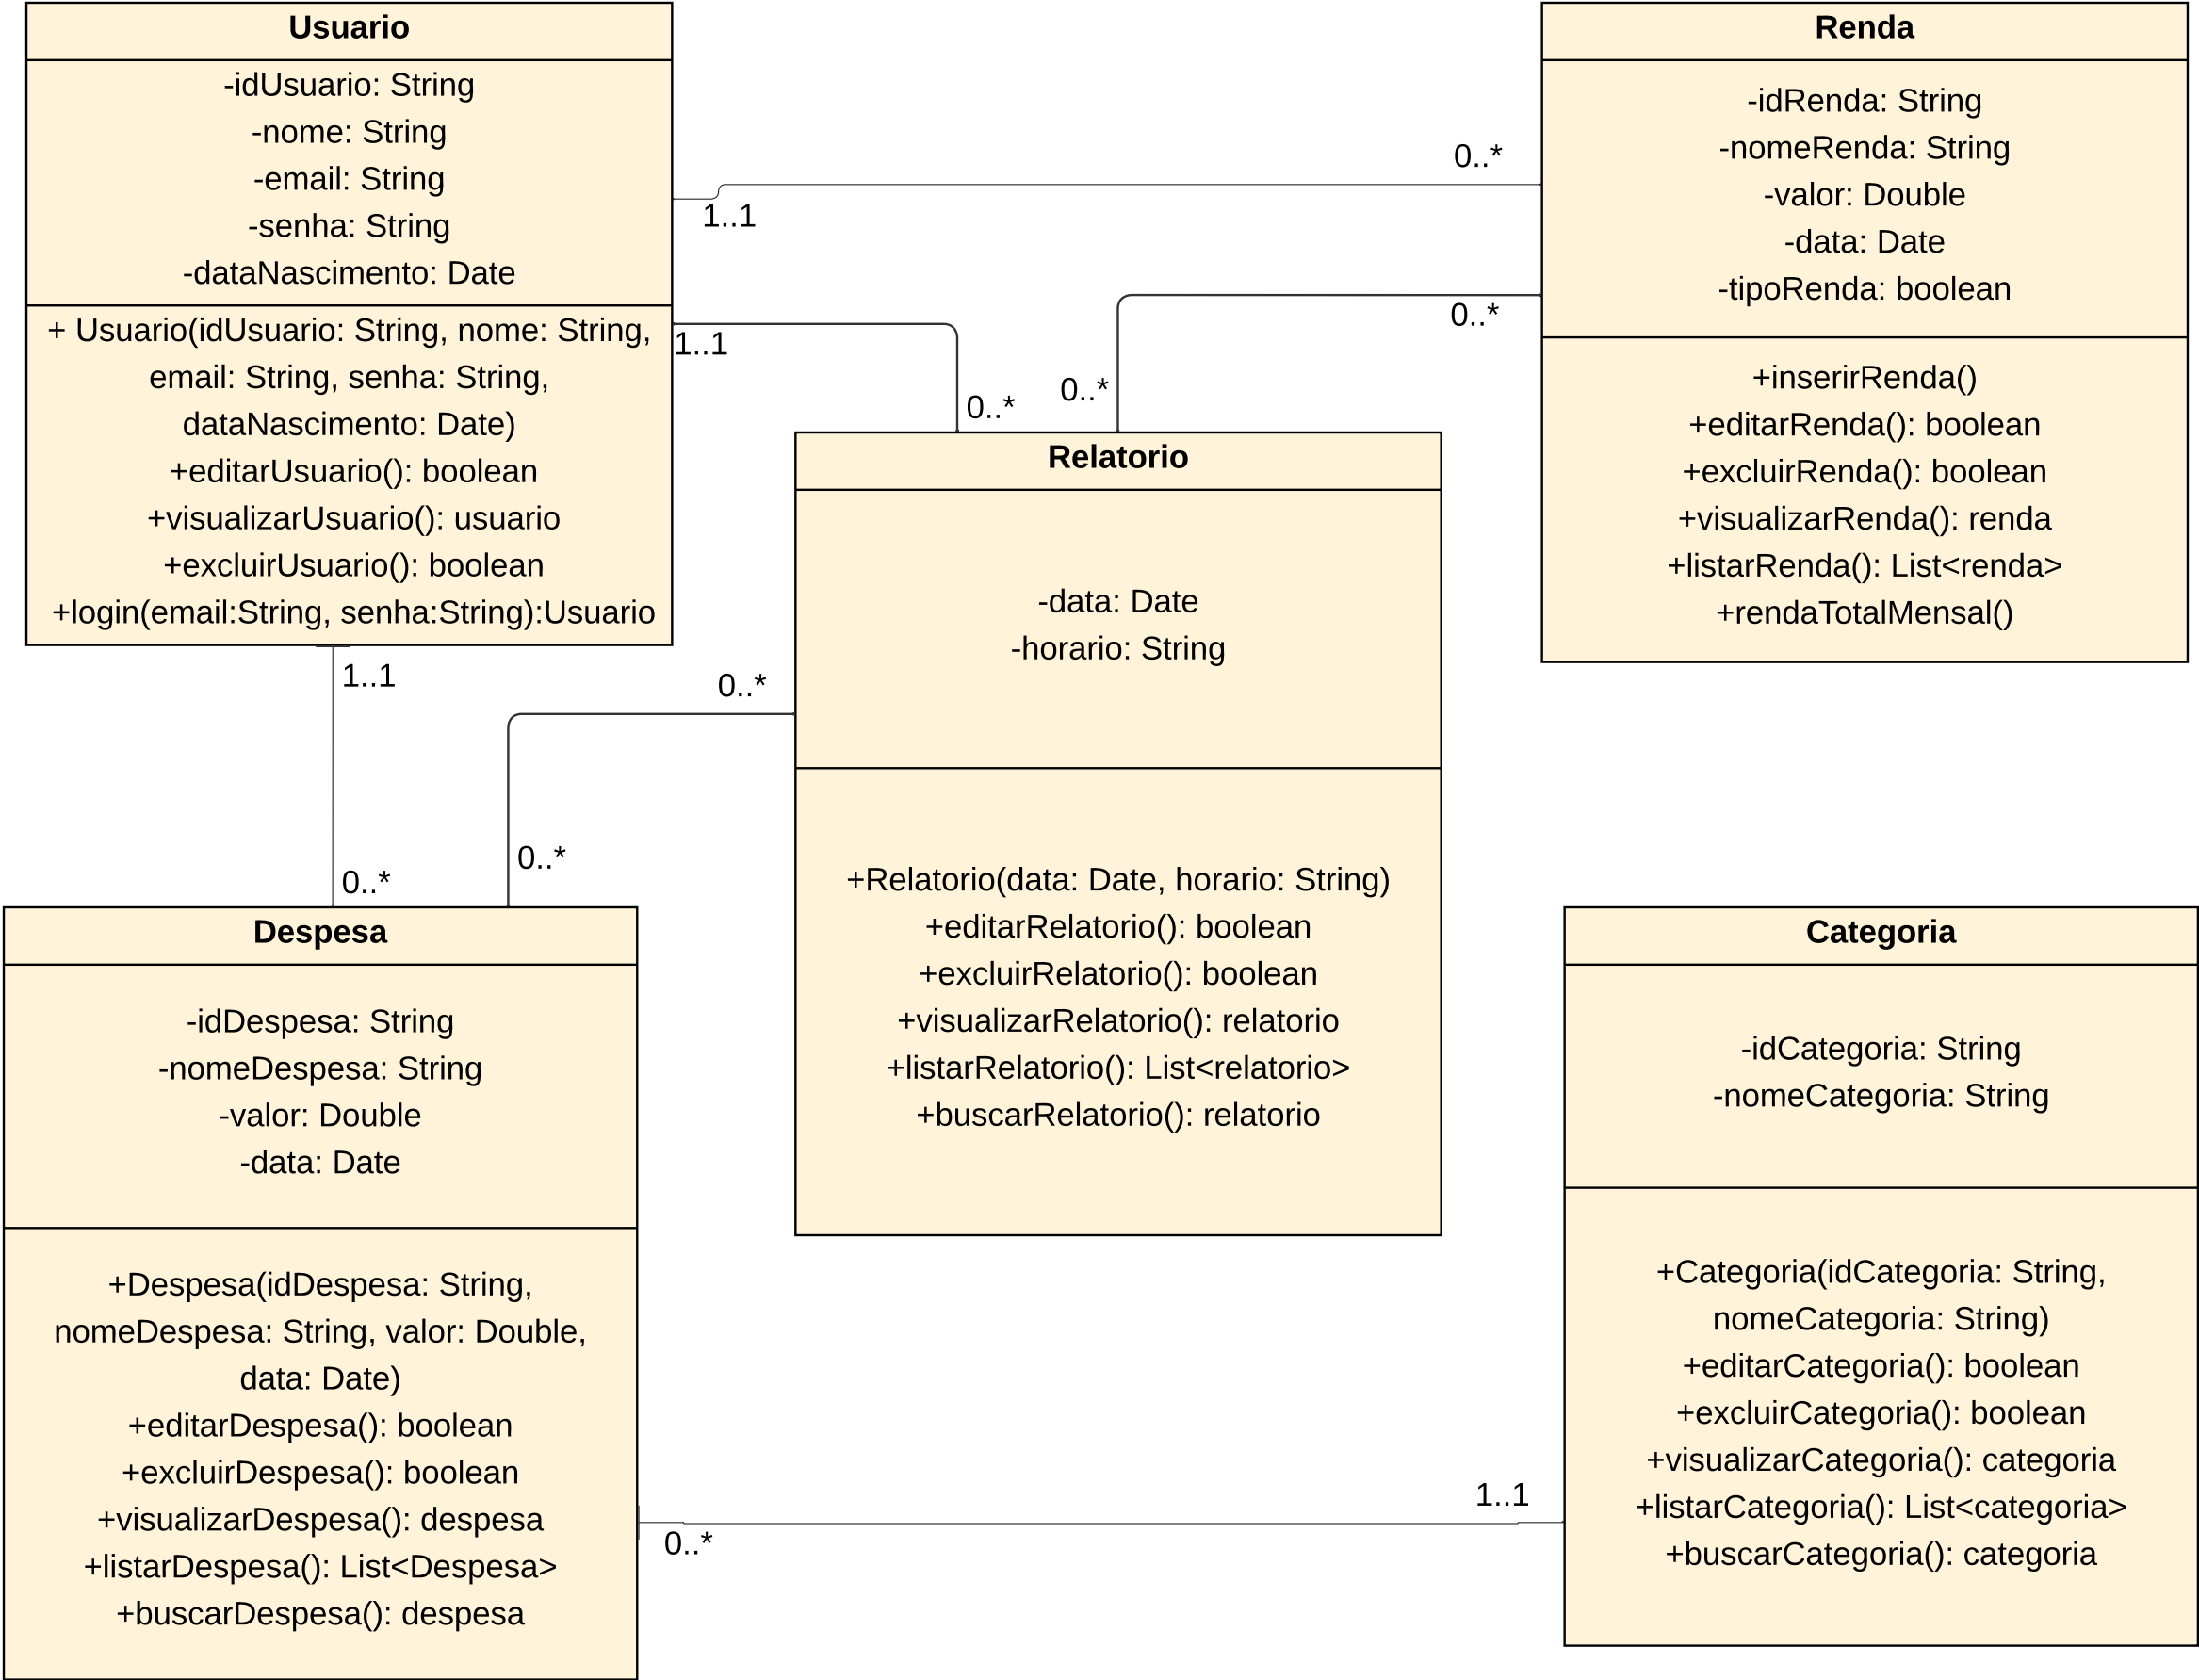 Usuario
-idUsuario: String
-nome: String
-email: String
-senha: String
-dataNascimento: Date
+ Usuario(idUsuario: String, nome: String,
email: String, senha: String,
dataNascimento: Date)
+editarUsuario(): boolean
+visualizarUsuario(): usuario
+excluirUsuario(): boolean
+login(email:String, senha:String):Usuario
Renda
-idRenda: String
-nomeRenda: String
-valor: Double
-data: Date
-tipoRenda: boolean
+inserirRenda()
+editarRenda(): boolean
+excluirRenda(): boolean
+visualizarRenda(): renda
+listarRenda(): List<renda>
+rendaTotalMensal()
0..*
1..1
0..*
1..1
0..*
0..*
Relatorio
-data: Date
-horario: String
+Relatorio(data: Date, horario: String)
+editarRelatorio(): boolean
+excluirRelatorio(): boolean
+visualizarRelatorio(): relatorio
+listarRelatorio(): List<relatorio>
+buscarRelatorio(): relatorio
1..1
0..*
0..*
0..*
Despesa
-idDespesa: String
-nomeDespesa: String
-valor: Double
-data: Date
+Despesa(idDespesa: String,
nomeDespesa: String, valor: Double,
data: Date)
+editarDespesa(): boolean
+excluirDespesa(): boolean
+visualizarDespesa(): despesa
+listarDespesa(): List<Despesa>
+buscarDespesa(): despesa
Categoria
-idCategoria: String
-nomeCategoria: String
+Categoria(idCategoria: String,
nomeCategoria: String)
+editarCategoria(): boolean
+excluirCategoria(): boolean
+visualizarCategoria(): categoria
+listarCategoria(): List<categoria>
+buscarCategoria(): categoria
1..1
0..*